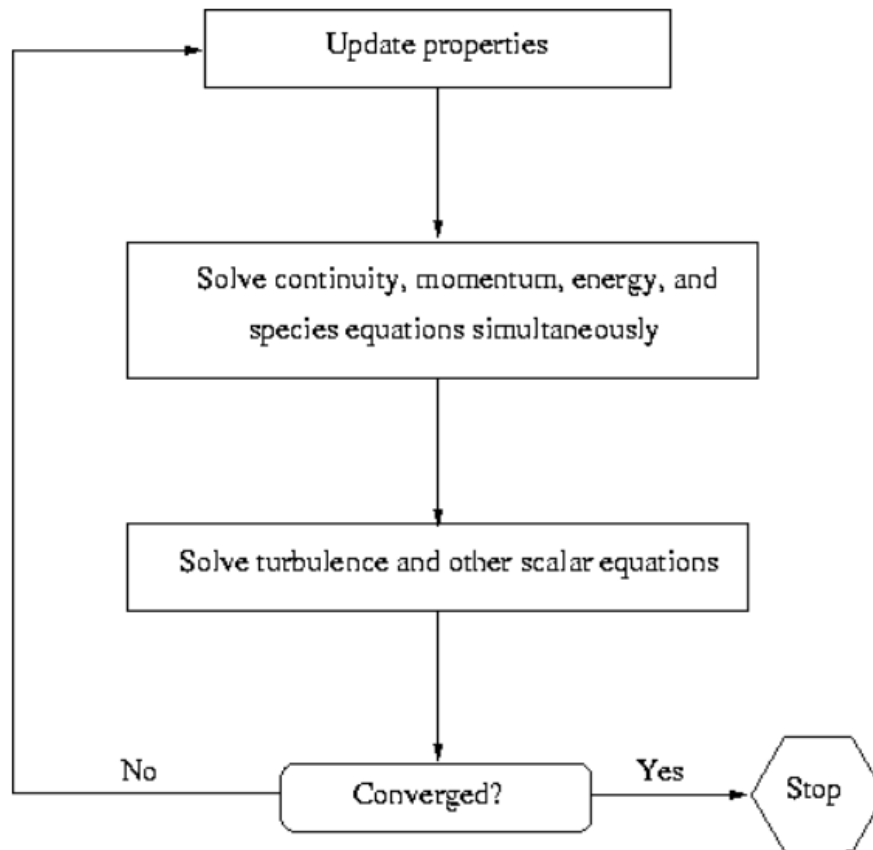 Update properties
Solve continuity, momentum, energy, and
species equations simultaneously
Solve turbulence and other scalar equations
No
Converged?
Yes
Stop